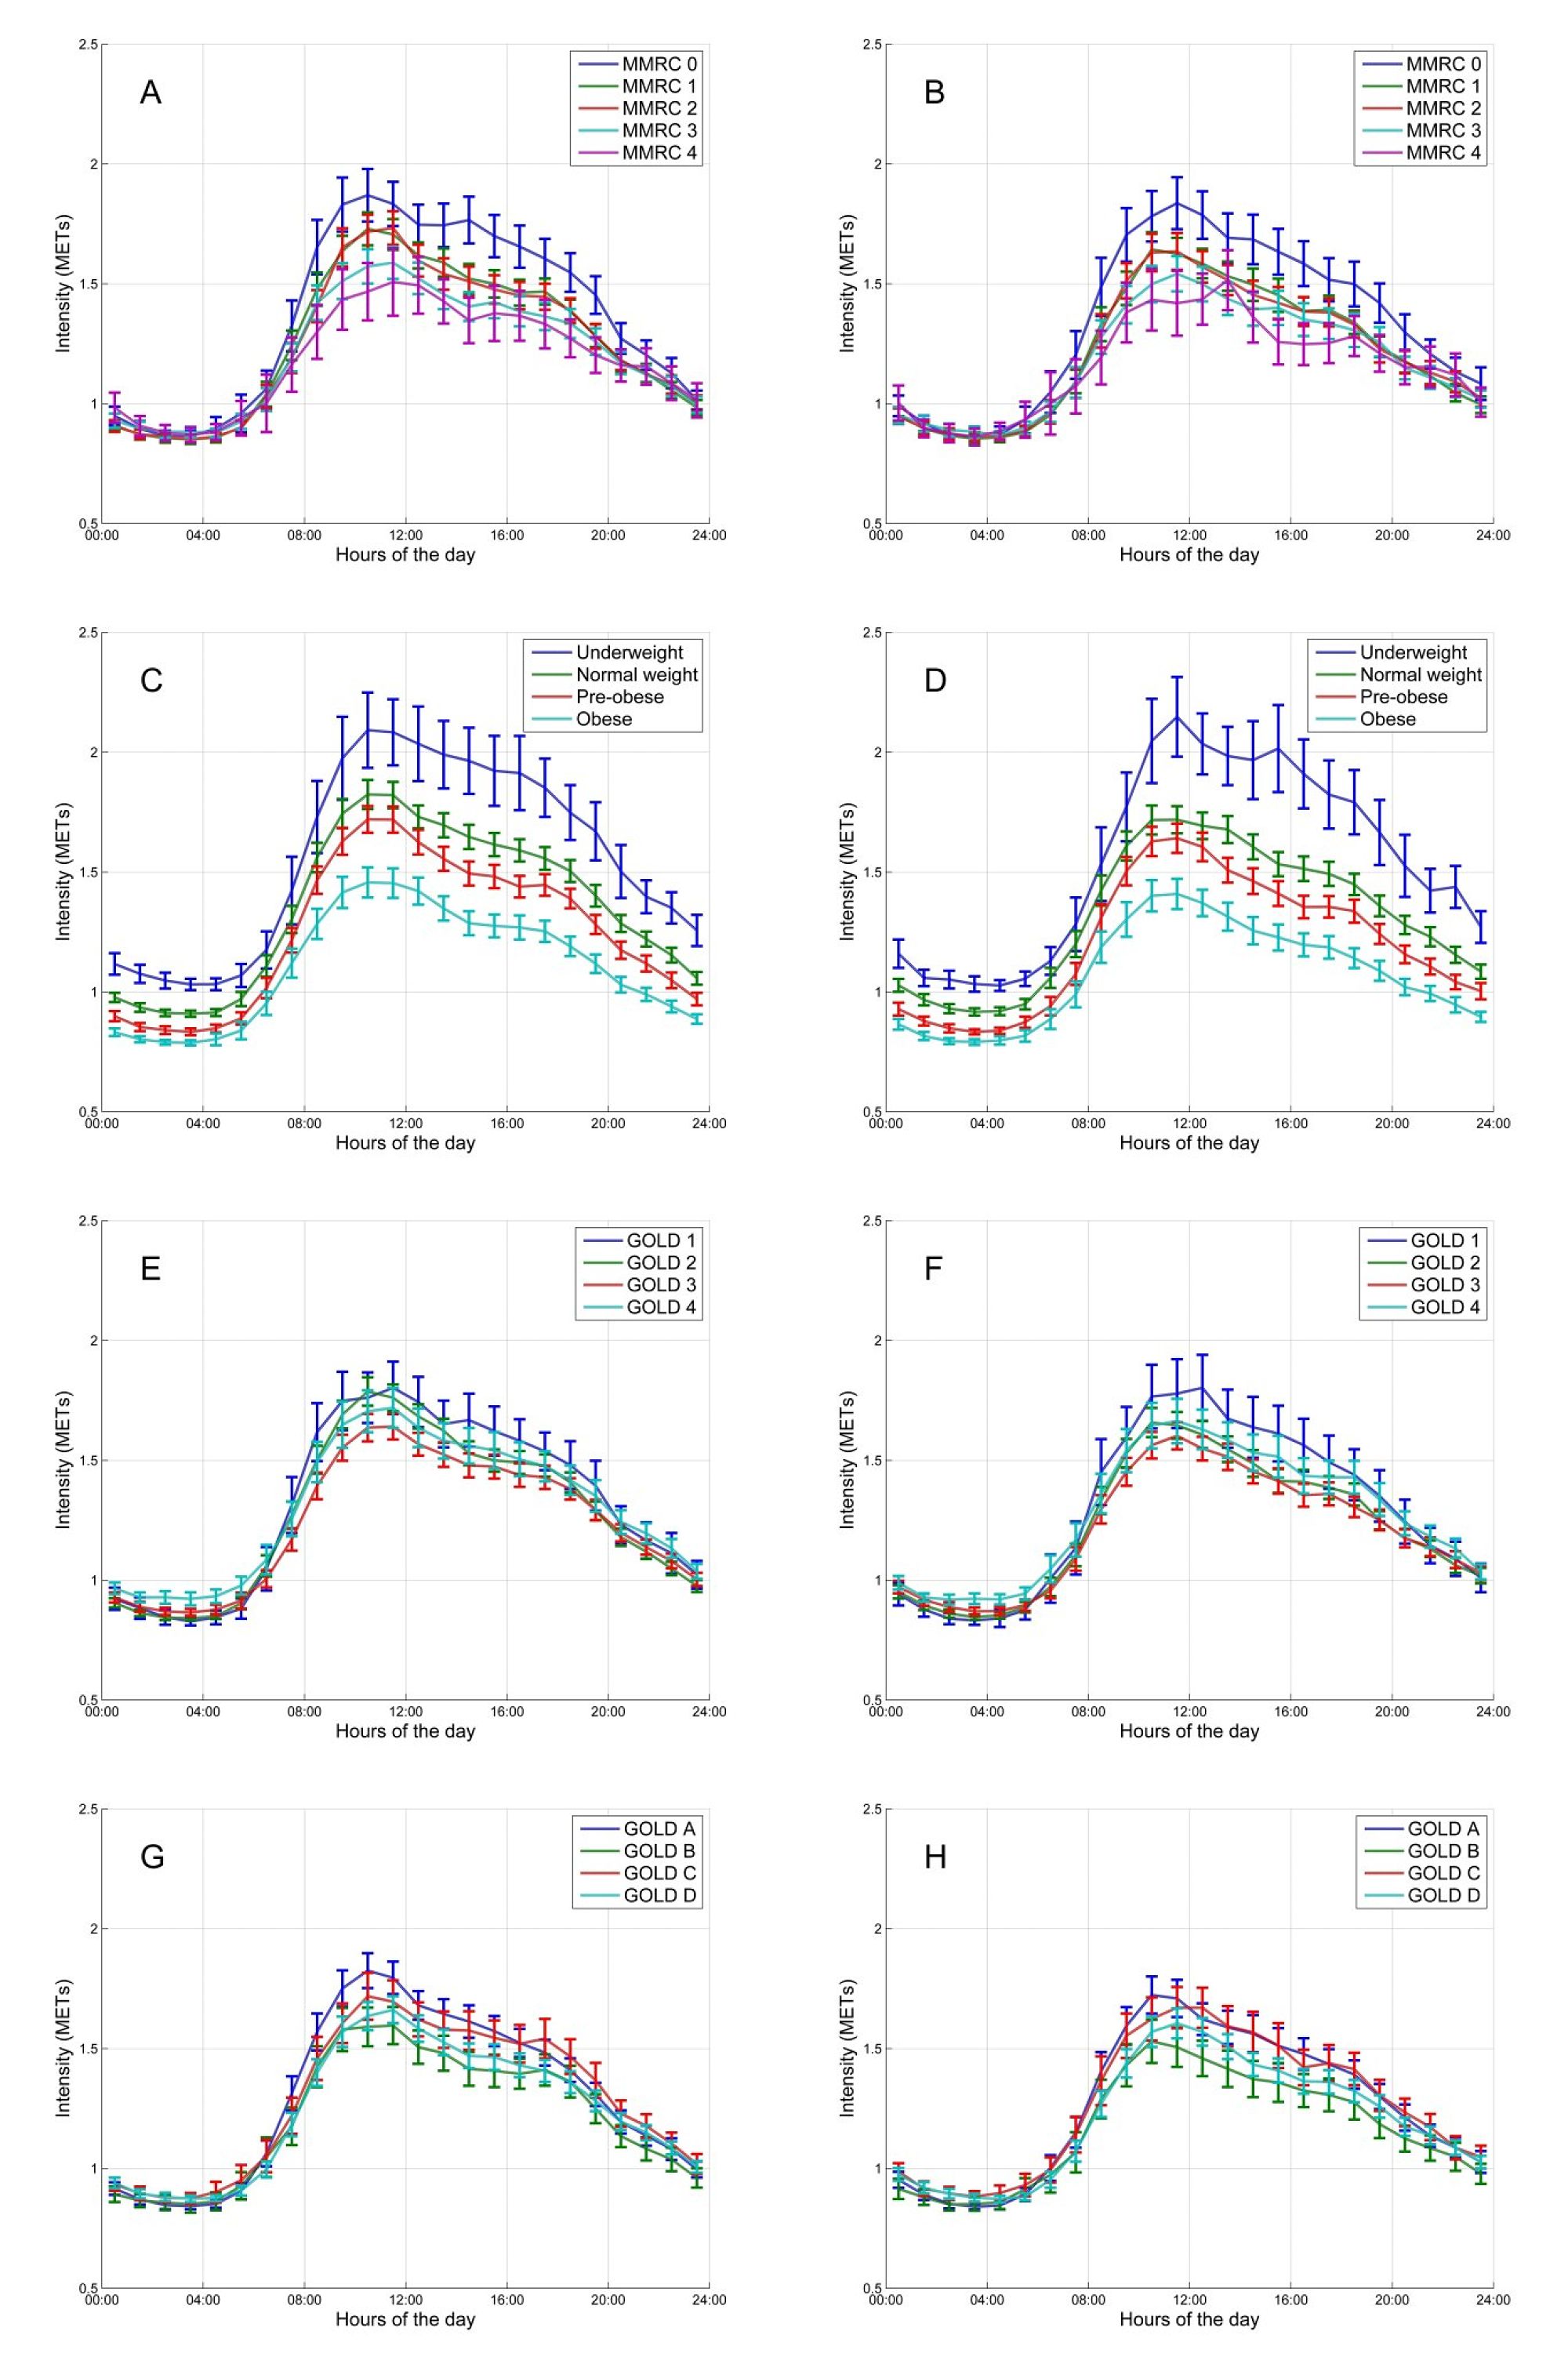 A
MMRC 0
MMRC 1
MMRC 2
MMRC 3
MMRC 4
2.5
2
1.5
1
0.5
Intensity (METs)
00:00 04:00 08:00 12:00 16:00 20:00 24:00
Hours of the day
B
MMRC 0
MMRC 1
MMRC 2
MMRC 3
MMRC 4
2.5
2
1.5
1
0.5
Intensity (METs)
00:00 04:00 08:00 12:00 16:00 20:00 24:00
Hours of the day
C
Underweight
Normal weight
Pre-obese
Obese
2.5
2
1.5
1
0.5
Intensity (METs)
00:00 04:00 08:00 12:00 16:00 20:00 24:00
Hours of the day
D
Underweight
Normal weight
Pre-obese
Obese
2.5
2
1.5
1
0.5
Intensity (METs)
00:00 04:00 08:00 12:00 16:00 20:00 24:00
Hours of the day
E
GOLD 1
GOLD 2
GOLD 3
GOLD 4
2.5
2
1.5
1
0.5
Intensity (METs)
00:00 04:00 08:00 12:00 16:00 20:00 24:00
Hours of the day
F
GOLD 1
GOLD 2
GOLD 3
GOLD 4
2.5
2
1.5
1
0.5
Intensity (METs)
00:00 04:00 08:00 12:00 16:00 20:00 24:00
Hours of the day
G
GOLD A
GOLD B
GOLD C
GOLD D
2.5
2
1.5
1
0.5
Intensity (METs)
00:00 04:00 08:00 12:00 16:00 20:00 24:00
Hours of the day
H
GOLD A
GOLD B
GOLD C
GOLD D
2.5
2
1.5
1
0.5
Intensity (METs)
00:00 04:00 08:00 12:00 16:00 20:00 24:00
Hours of the day